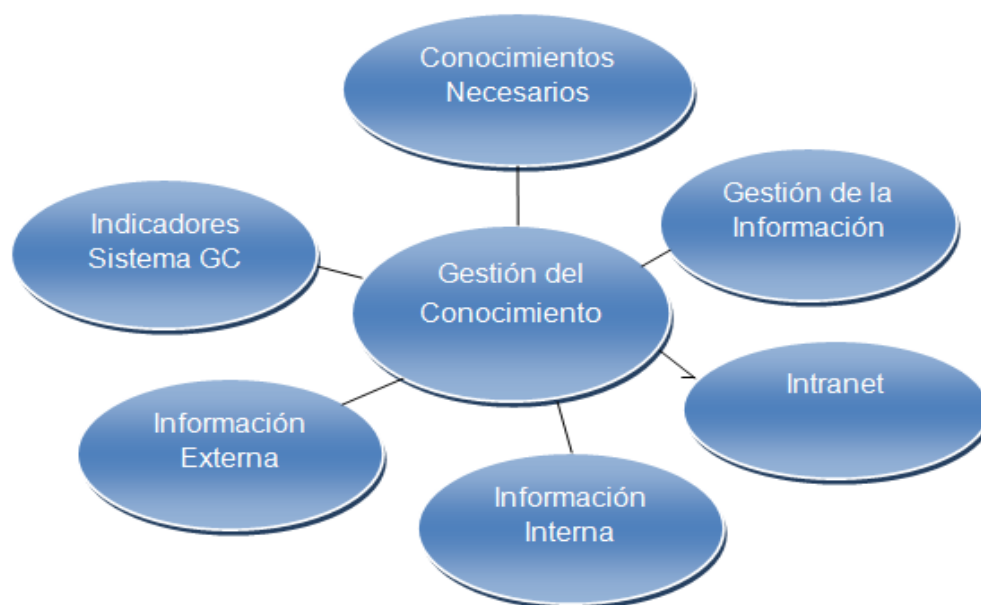 Conocimientos
Necesarios
Gestión de la
Información
Indicadores
Sistema GC
Gestión del
Conocimiento
Intranet
Información
Externa
Información
Interna